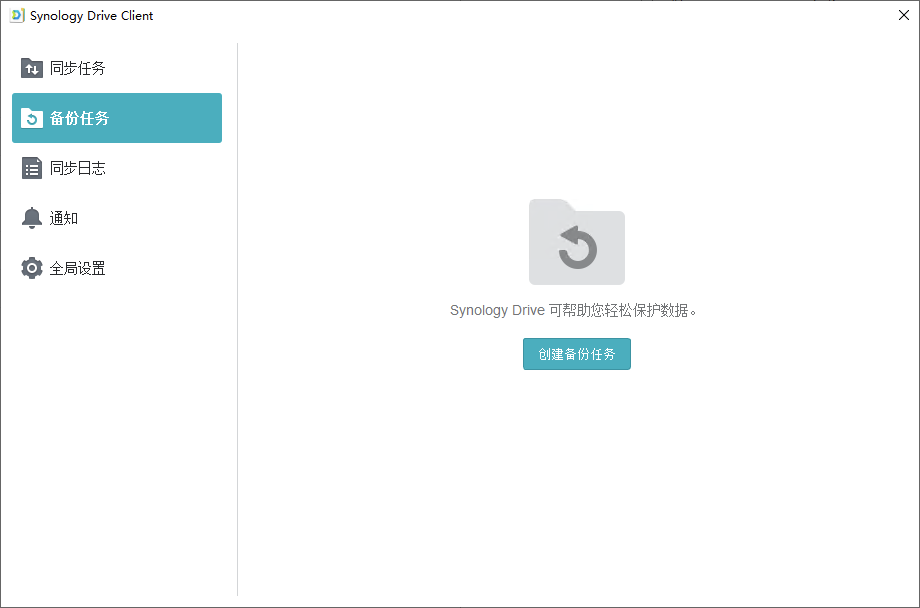 Synology Drive Client
同步任务
备份任务
同步日志
通知
全局设置
Synology Drive 可帮助您轻松保护数据。
创建备份任务